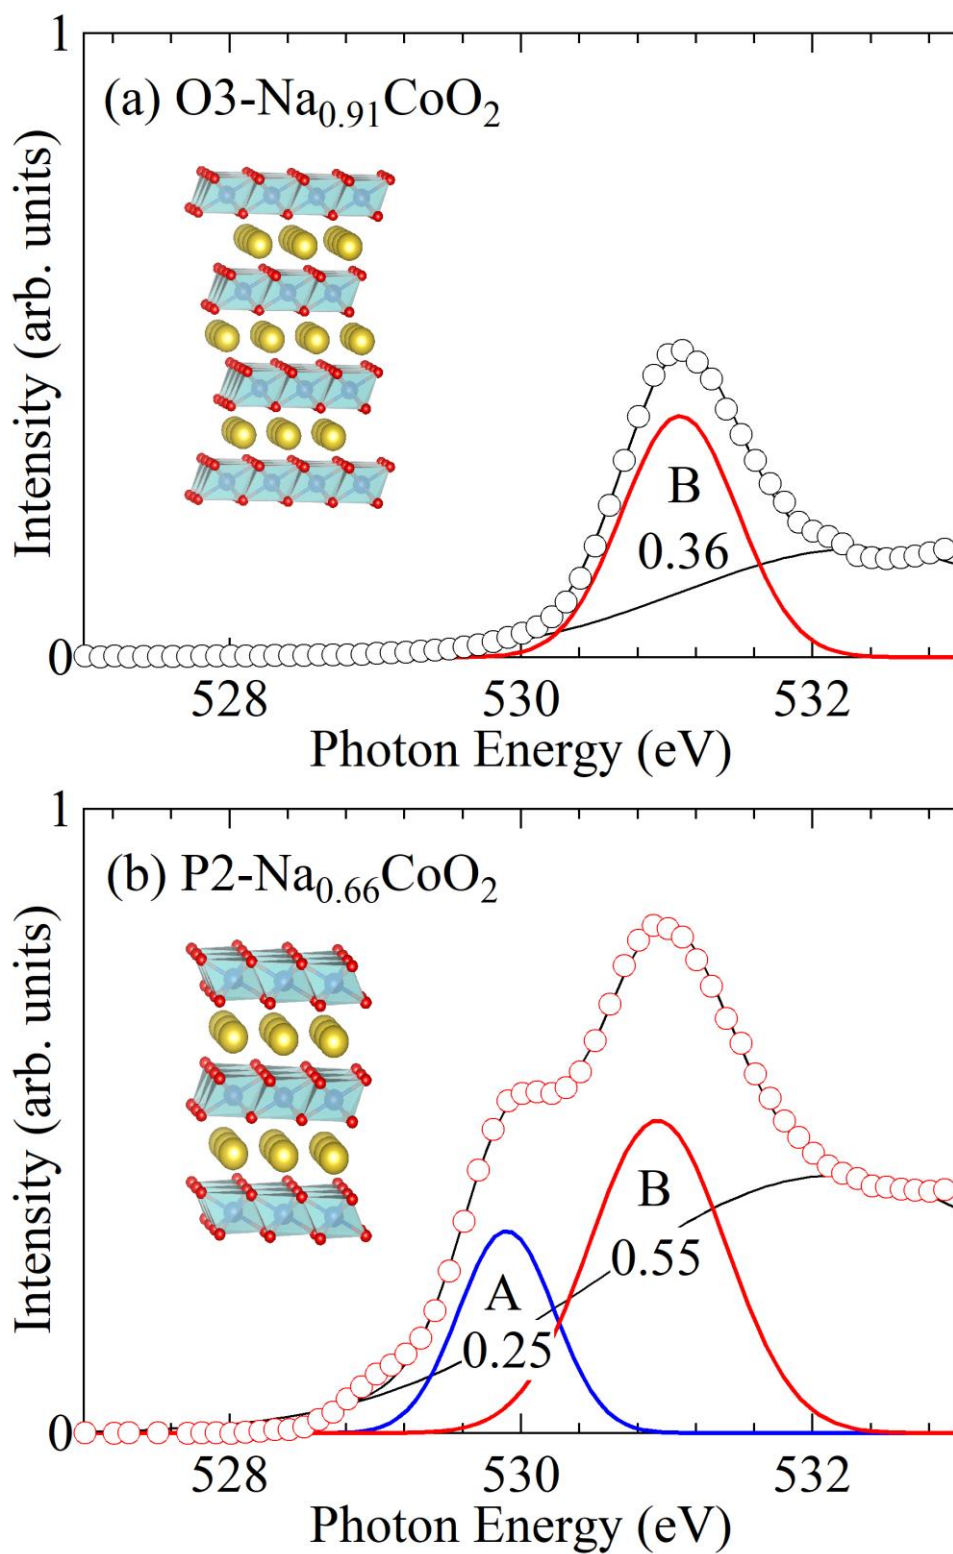 1
(a) O3-Na₀.₉₁CoO₂
Intensity (arb. units)
B
0.36
0
528 530 532
Photon Energy (eV)
1
(b) P2-Na₀.₆₆CoO₂
Intensity (arb. units)
B
0.55
A
0.25
0
528 530 532
Photon Energy (eV)